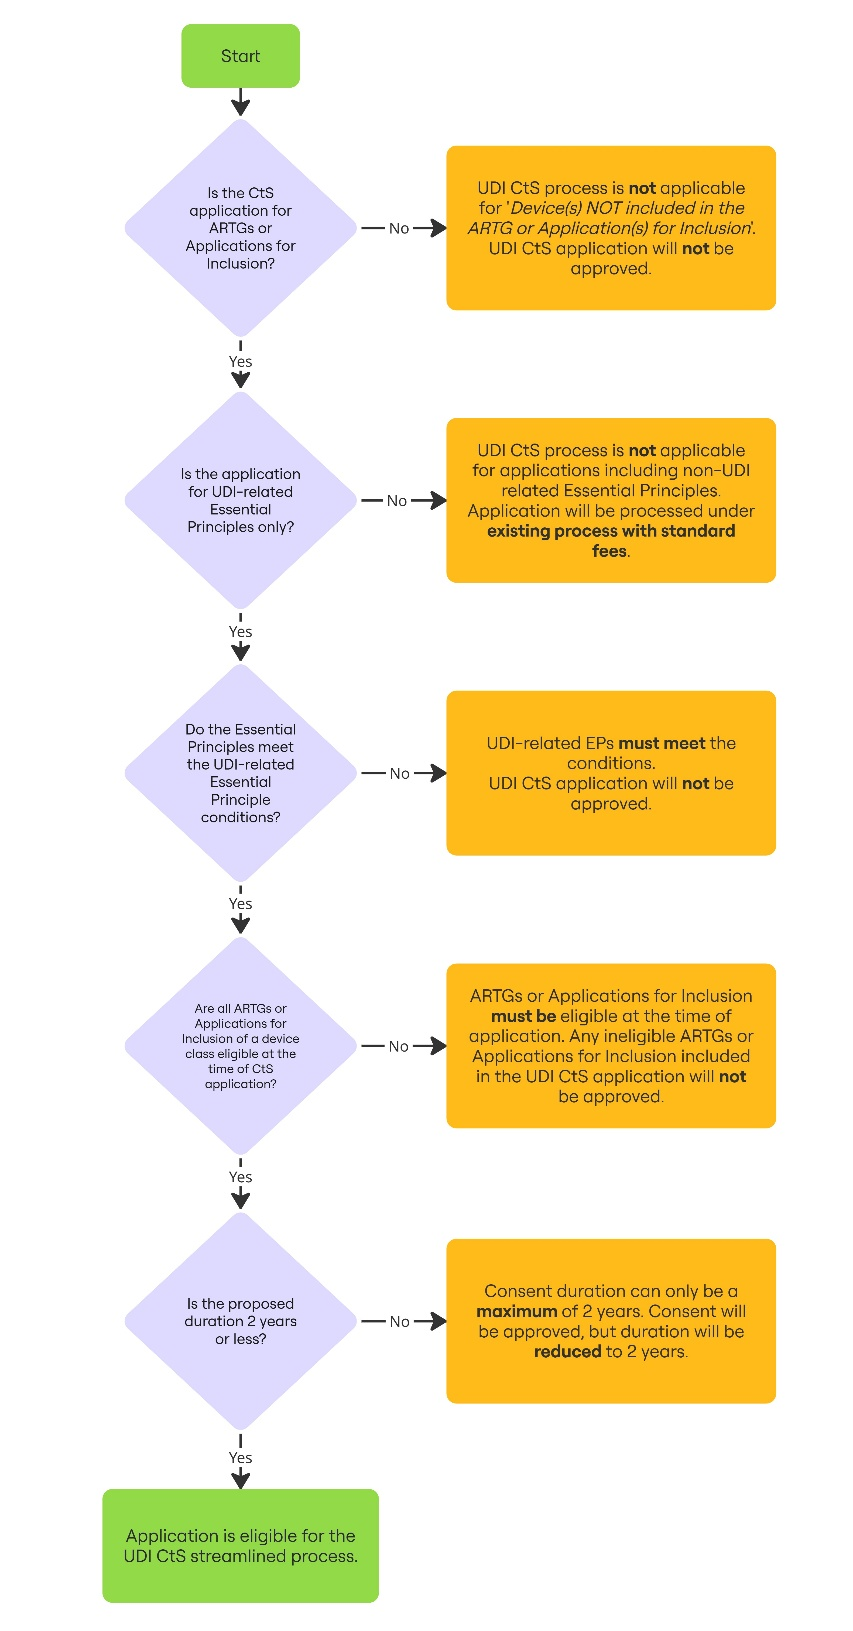 Start
Is the CtS
application for
ARTGs or
Applications for
Inclusion?
No
UDI CtS process is not applicable
for 'Device(s) NOT included in the
ARTG or Application(s) for Inclusion'.
UDI CtS application will not be
approved.
Yes
Is the application
for UDI-related
Essential
Principles only?
No
UDI CtS process is not applicable
for applications including non-UDI
related Essential Principles.
Application will be processed under
existing process with standard
fees.
Yes
Do the Essential
Principles meet
the UDI-related
Essential
Principle
conditions?
No
UDI-related EPs must meet the
conditions.
UDI CtS application will not be
approved.
Yes
Are all ARTGs or
Applications for
Inclusion of a device
class eligible at the
time of CtS
application?
No
ARTGs or Applications for Inclusion
must be eligible at the time of
application. Any ineligible ARTGs or
Applications for Inclusion included
in the UDI CtS application will not
be approved.
Yes
Is the proposed
duration 2 years
or less?
No
Consent duration can only be a
maximum of 2 years. Consent will
be approved, but duration will be
reduced to 2 years.
Yes
Application is eligible for the
UDI CtS streamlined process.